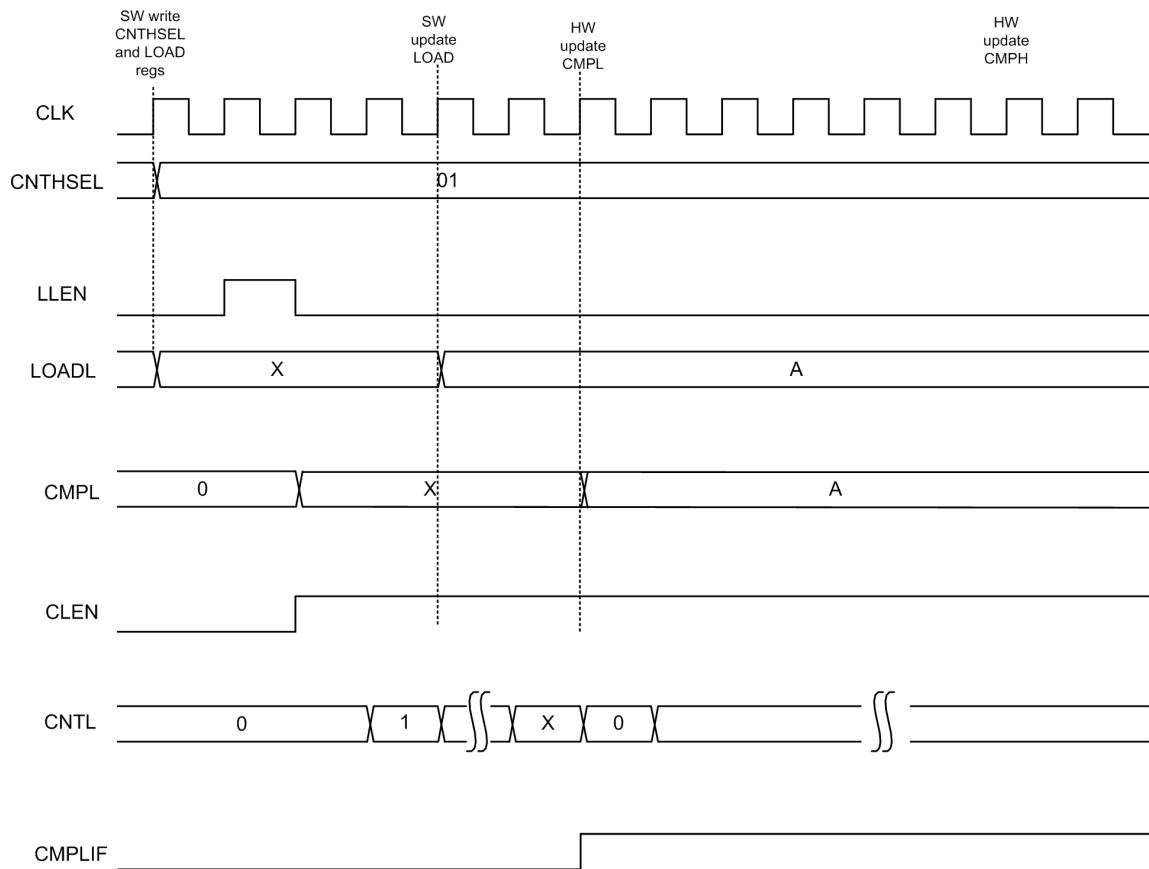 SW write
CNTHSEL
and LOAD
regs
SW
update
LOAD
HW
update
CMPL
HW
update
CMPH
CLK
CNTHSEL
01
LLEN
LOADL
X
A
CMPL
0
X
A
CLEN
CNTL
0
1
X
0
CMPLIF